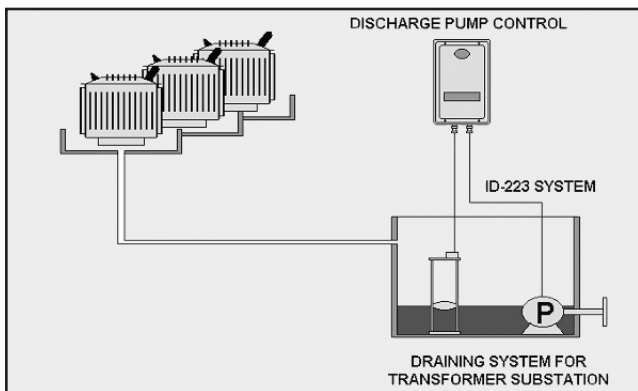 DISCHARGE PUMP CONTROL
ID-223 SYSTEM
P
DRAINING SYSTEM FOR
TRANSFORMER SUBSTATION